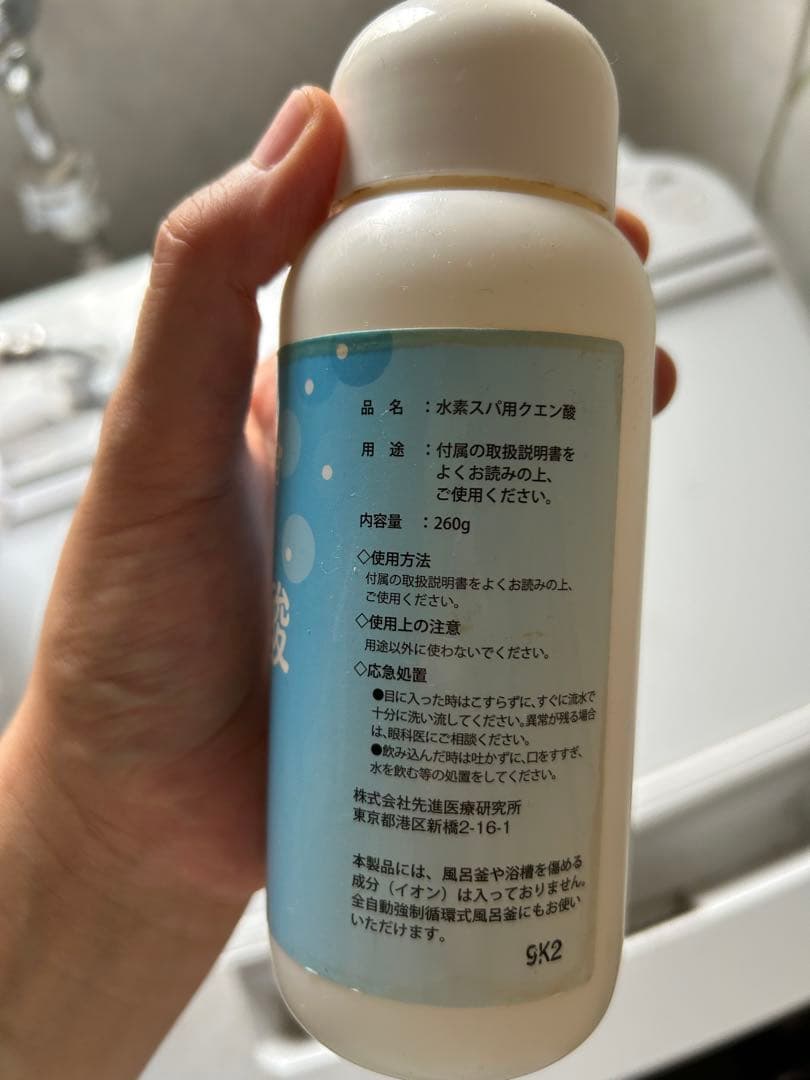 酸
品 名 ：水素スパ用クエン酸
用 途 ：付属の取扱説明書を
よくお読みの上、
ご使用ください。
内容量 ：260g
◇使用方法
付属の取扱説明書をよくお読みの上、
ご使用ください。
◇使用上の注意
用途以外に使わないでください。
◇応急処置
●目に入った時はこすらずに、すぐに流水で
十分に洗い流してください。異常が残る場合
は、眼科医にご相談ください。
●飲み込んだ時は吐かずに、口をすすぎ、
水を飲む等の処置をしてください。
株式会社先進医療研究所
東京都港区新橋2-16-1
本製品には、風呂釜や浴槽を傷める
成分（イオン）は入っておりません。
全自動強制循環式風呂釜にもお使い
いただけます。
9K2